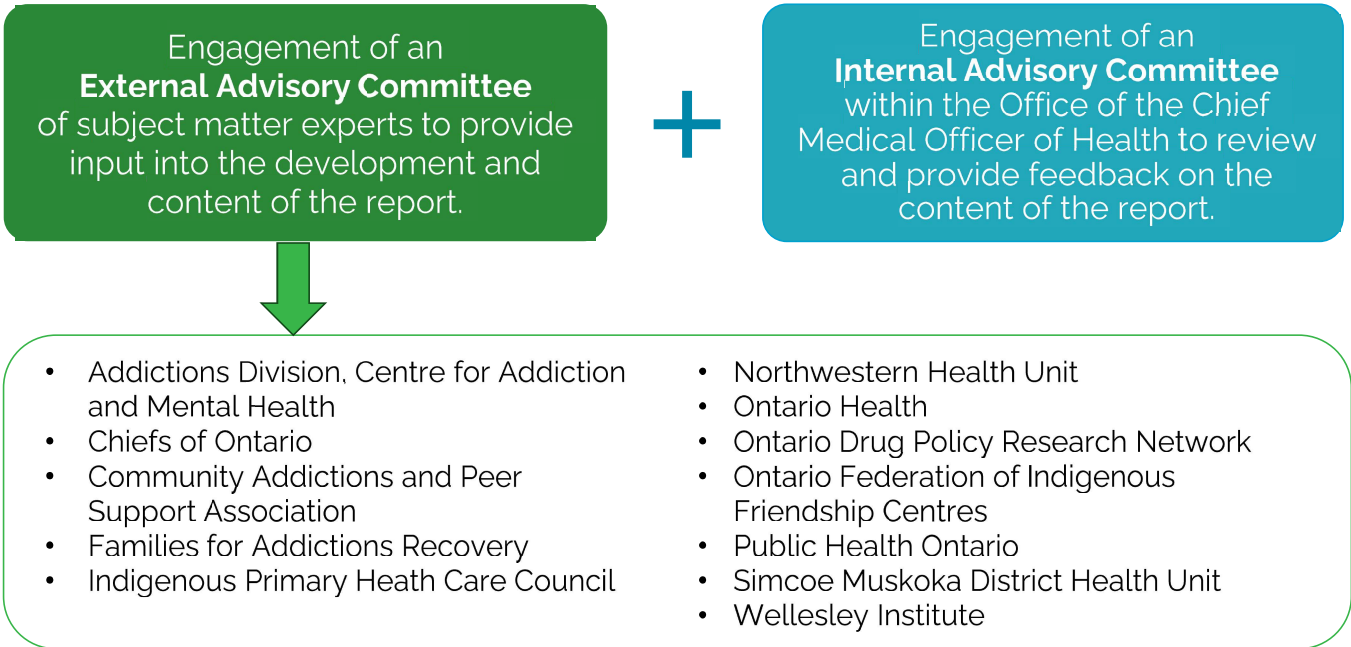 Engagement of an
External Advisory Committee
of subject matter experts to provide
input into the development and
content of the report.
Engagement of an
Internal Advisory Committee
within the Office of the Chief
Medical Officer of Health to review
and provide feedback on the
content of the report.
• Addictions Division, Centre for Addiction
and Mental Health
• Chiefs of Ontario
• Community Addictions and Peer
Support Association
• Families for Addictions Recovery
• Indigenous Primary Heath Care Council
• Northwestern Health Unit
• Ontario Health
• Ontario Drug Policy Research Network
• Ontario Federation of Indigenous
Friendship Centres
• Public Health Ontario
• Simcoe Muskoka District Health Unit
• Wellesley Institute